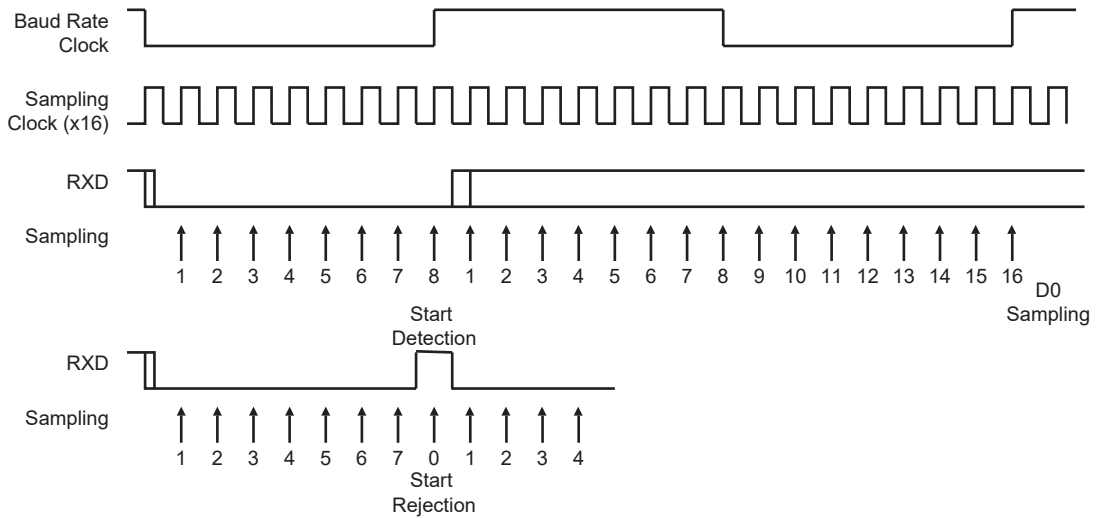 Baud Rate
Clock
Sampling
Clock (x16)
RXD
Sampling
1 2 3 4 5 6 7 8 1 2 3 4 5 6 7 8 9 10 11 12 13 14 15 16
D0
Sampling
Start
Detection
RXD
Sampling
1 2 3 4 5 6 7 0 1 2 3 4
Start
Rejection